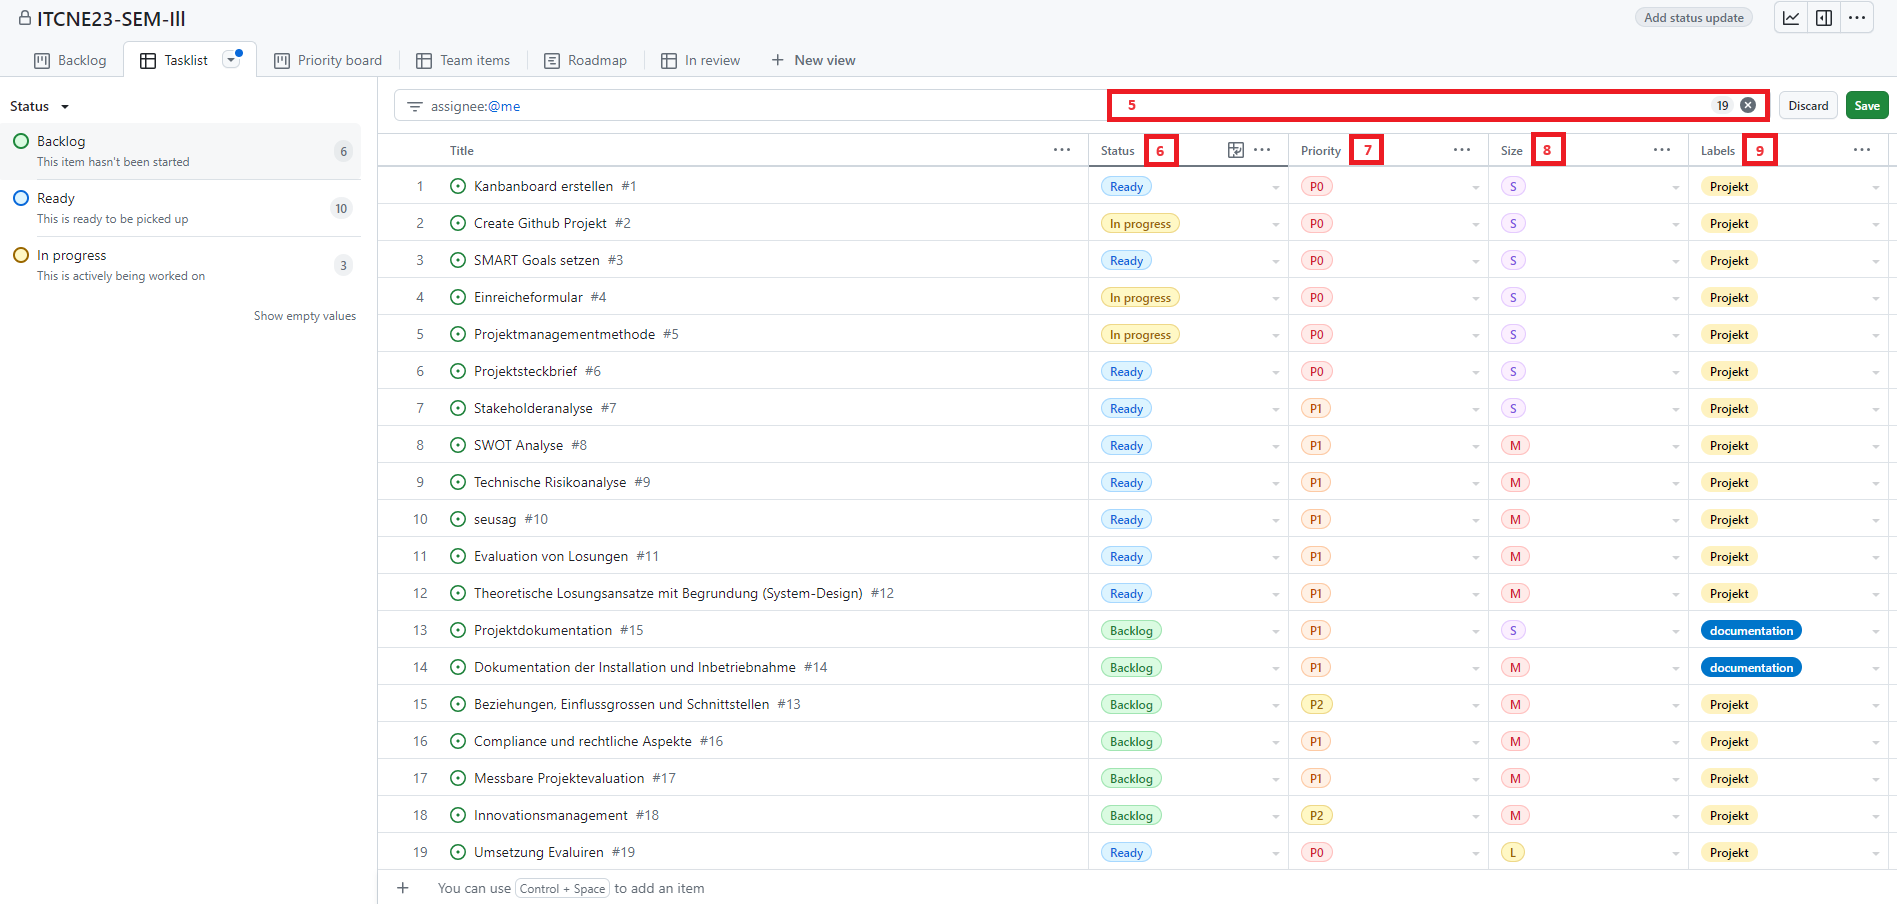 ITCNE23-SEM-III
Add status update
Backlog
Tasklist
Priority board
Team items
Roadmap
In review
New view
Status
Backlog
This item hasn't been started
6
Ready
This is ready to be picked up
10
In progress
This is actively being worked on
3
Show empty values
assignee:@me
5
19
Discard
Save
Title Status 6 Priority 7 Size 8 Labels 9
1 Kanbanboard erstellen #1 Ready P0 S Projekt
2 Create Github Projekt #2 In progress P0 S Projekt
3 SMART Goals setzen #3 Ready P0 S Projekt
4 Einreicheformular #4 In progress P0 S Projekt
5 Projektmanagementmethode #5 In progress P0 S Projekt
6 Projektsteckbrief #6 Ready P0 S Projekt
7 Stakeholderanalyse #7 Ready P1 S Projekt
8 SWOT Analyse #8 Ready P1 M Projekt
9 Technische Risikoanalyse #9 Ready P1 M Projekt
10 seusag #10 Ready P1 M Projekt
11 Evaluation von Losungen #11 Ready P1 M Projekt
12 Theoretische Losungsansatze mit Begrundung (System-Design) #12 Ready P1 M Projekt
13 Projektdokumentation #15 Backlog P1 S documentation
14 Dokumentation der Installation und Inbetriebnahme #14 Backlog P1 M documentation
15 Beziehungen, Einflussgrossen und Schnittstellen #13 Backlog P2 M Projekt
16 Compliance und rechtliche Aspekte #16 Backlog P1 M Projekt
17 Messbare Projektevaluation #17 Backlog P1 M Projekt
18 Innovationsmanagement #18 Backlog P2 M Projekt
19 Umsetzung Evaluiren #19 Ready P0 L Projekt
You can use Control + Space to add an item